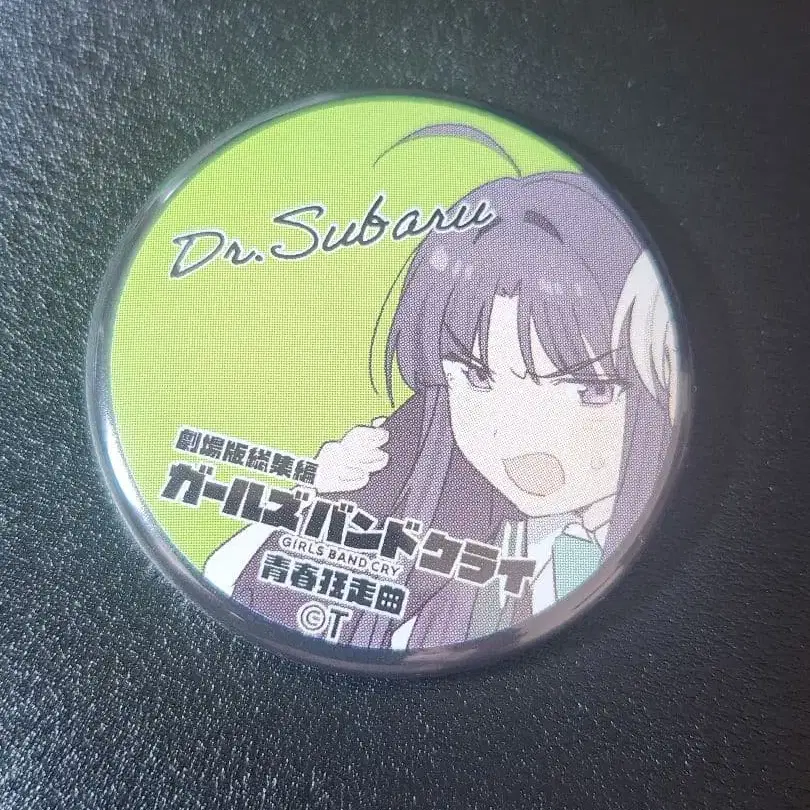 Dr.Subaru
劇場版総集編
ガールズバンドクライ
GIRLS BAND CRY
青春狂走曲
©T